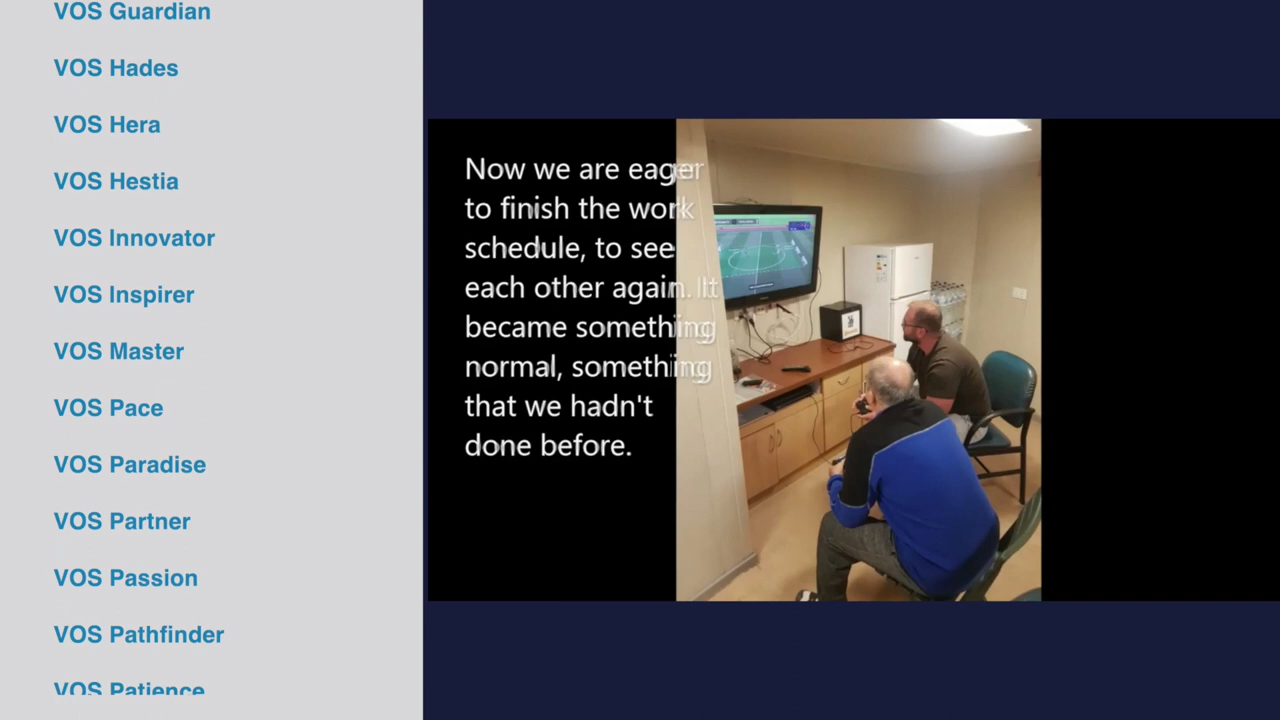 VOS Guardian
VOS Hades
VOS Hera
VOS Hestia
VOS Innovator
VOS Inspirer
VOS Master
VOS Pace
VOS Paradise
VOS Partner
VOS Passion
VOS Pathfinder
VOS Patience
Now we are eager
to finish the work
schedule, to see
each other again. It
became something
normal, something
that we hadn't
done before.